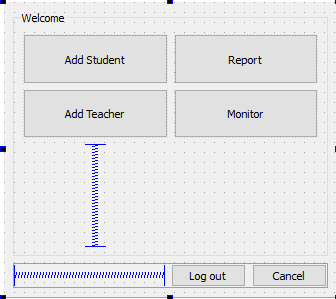 Welcome
Add Student Report
Add Teacher Monitor
Log out Cancel